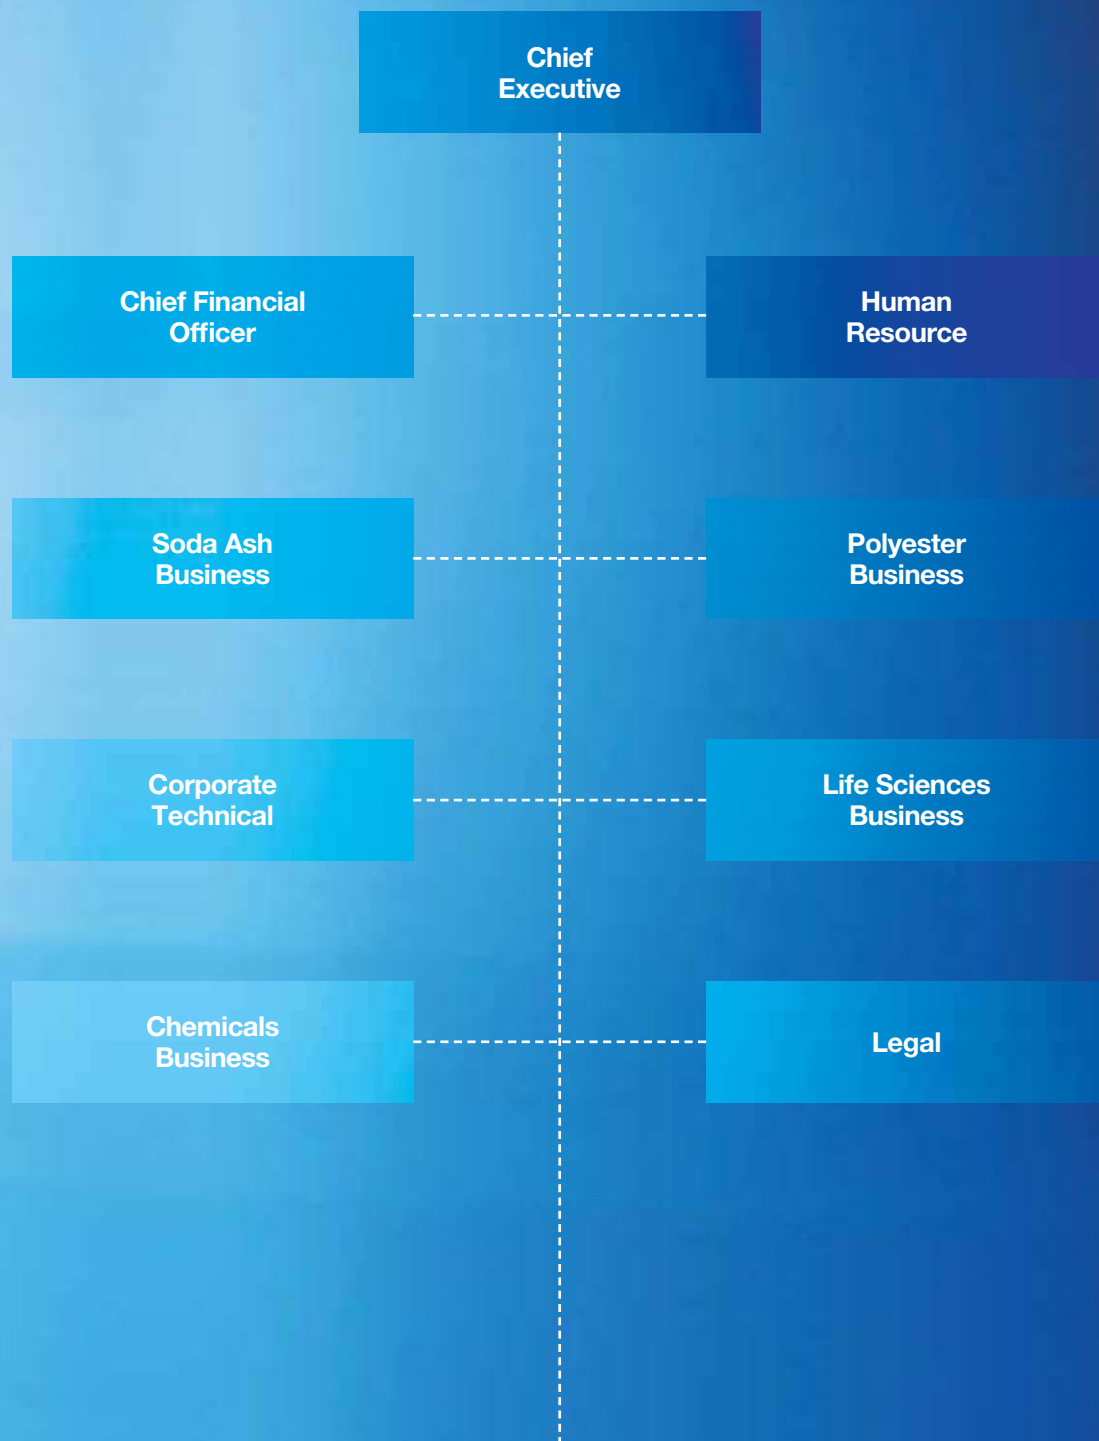 Chief
Executive
Chief Financial
Officer
Human
Resource
Soda Ash
Business
Polyester
Business
Corporate
Technical
Life Sciences
Business
Chemicals
Business
Legal